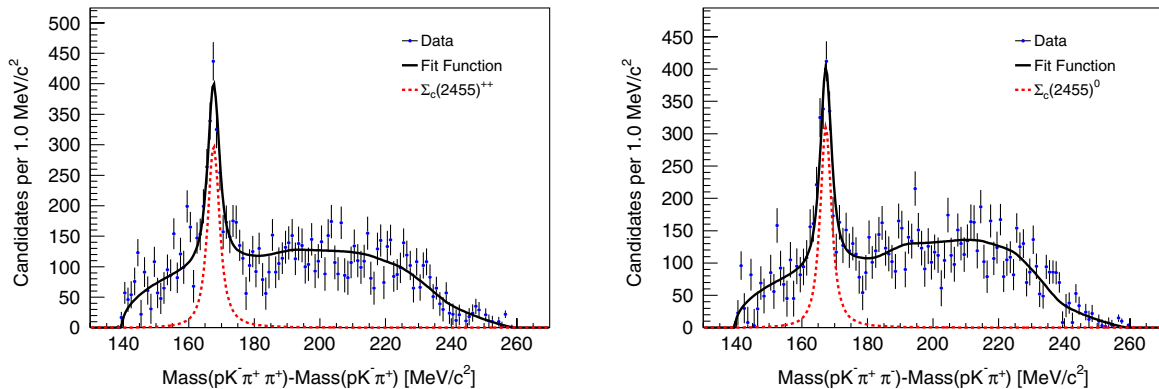 500
450
400
350
300
250
200
150
100
50
0
Candidates per 1.0 MeV/c²
Data
Fit Function
Σc(2455)⁺⁺
140 160 180 200 220 240 260
Mass(pK⁻π⁺ π⁺)-Mass(pK⁻π⁺) [MeV/c²]
450
400
350
300
250
200
150
100
50
0
Candidates per 1.0 MeV/c²
Data
Fit Function
Σc(2455)⁰
140 160 180 200 220 240 260
Mass(pK⁻π⁺ π⁻)-Mass(pK⁻π⁺) [MeV/c²]